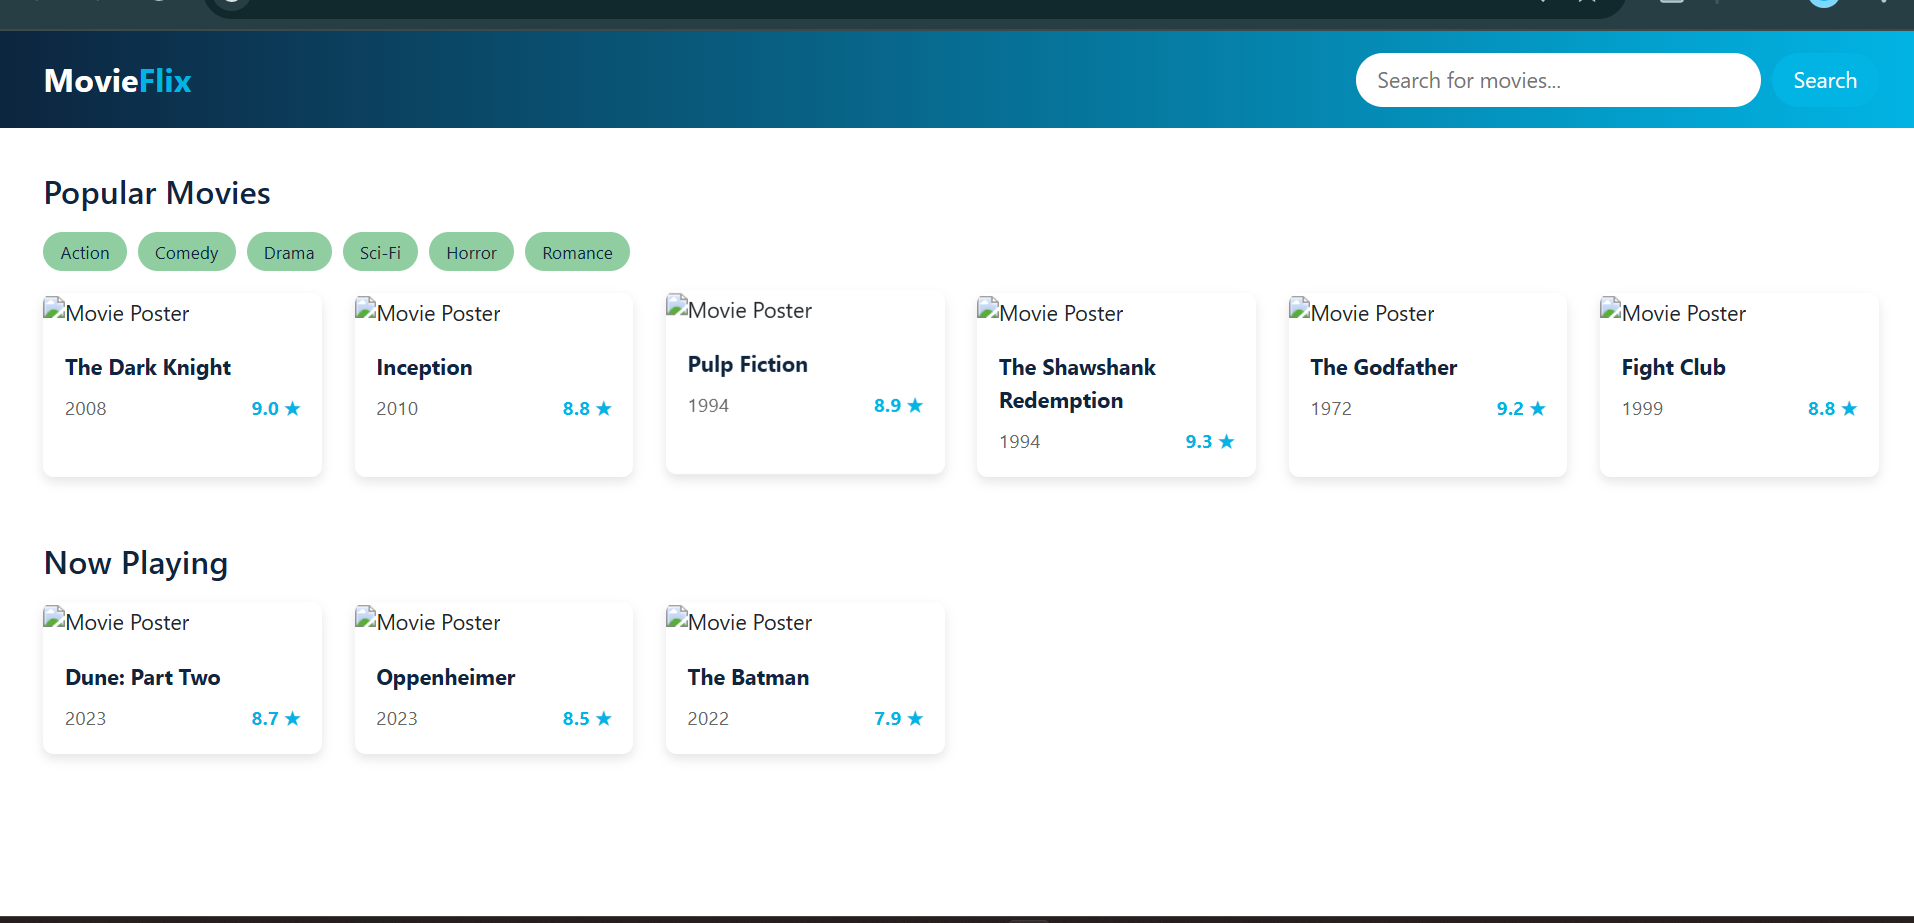 MovieFlix
Search for movies...
Search
Popular Movies
Action
Comedy
Drama
Sci-Fi
Horror
Romance
Movie Poster
The Dark Knight
2008
9.0 ★
Movie Poster
Inception
2010
8.8 ★
Movie Poster
Pulp Fiction
1994
8.9 ★
Movie Poster
The Shawshank
Redemption
1994
9.3 ★
Movie Poster
The Godfather
1972
9.2 ★
Movie Poster
Fight Club
1999
8.8 ★
Now Playing
Movie Poster
Dune: Part Two
2023
8.7 ★
Movie Poster
Oppenheimer
2023
8.5 ★
Movie Poster
The Batman
2022
7.9 ★